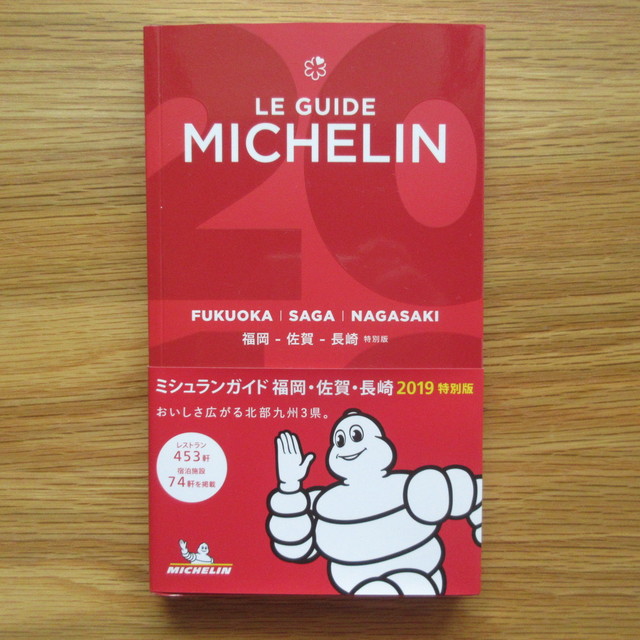 20
LE GUIDE
MICHELIN
FUKUOKA | SAGA | NAGASAKI
福岡 - 佐賀 - 長崎 特別版
ミシュランガイド 福岡・佐賀・長崎 2019 特別版
おいしさ広がる北部九州3県。
レストラン
453軒
宿泊施設
74軒を掲載
MICHELIN